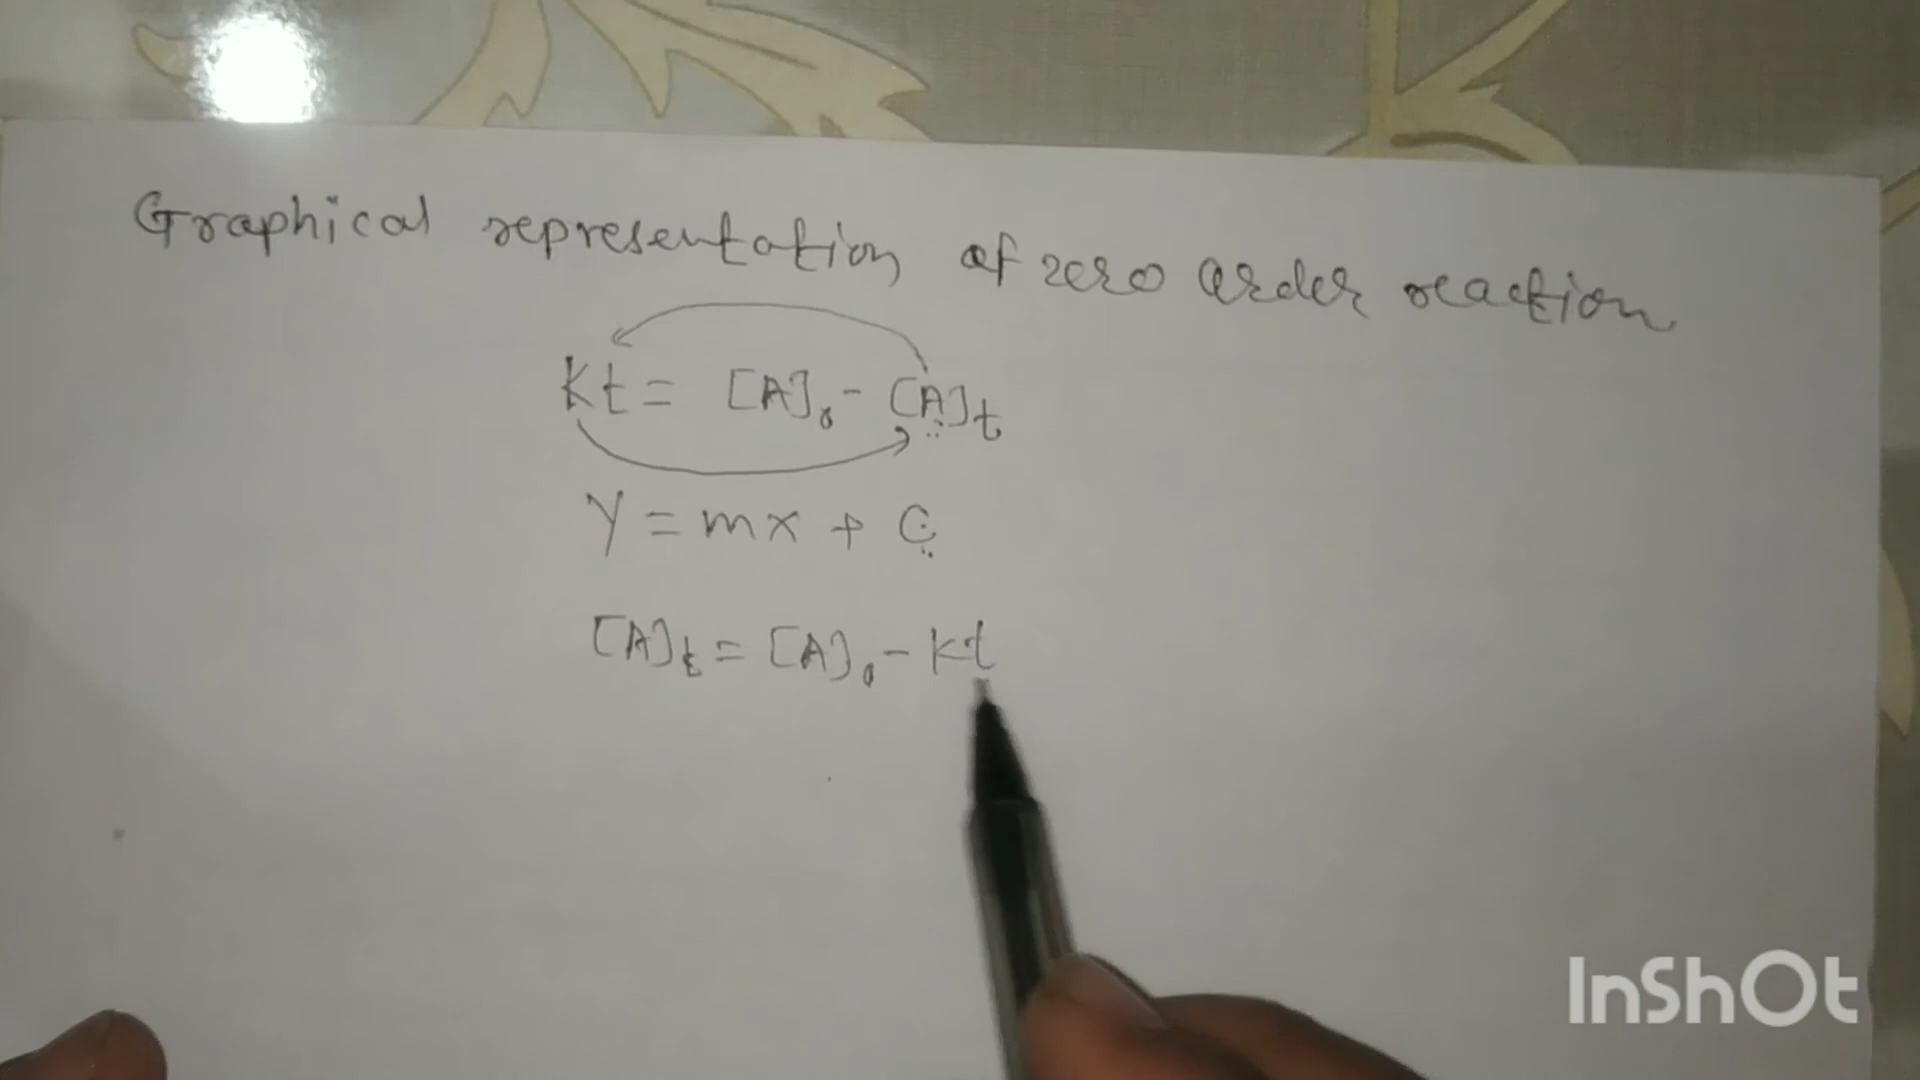 Graphical representation of zero order reaction
Kt = [A]₀ - [A]t
Y = mx + C
[A]t = [A]₀ - Kt
InShOt